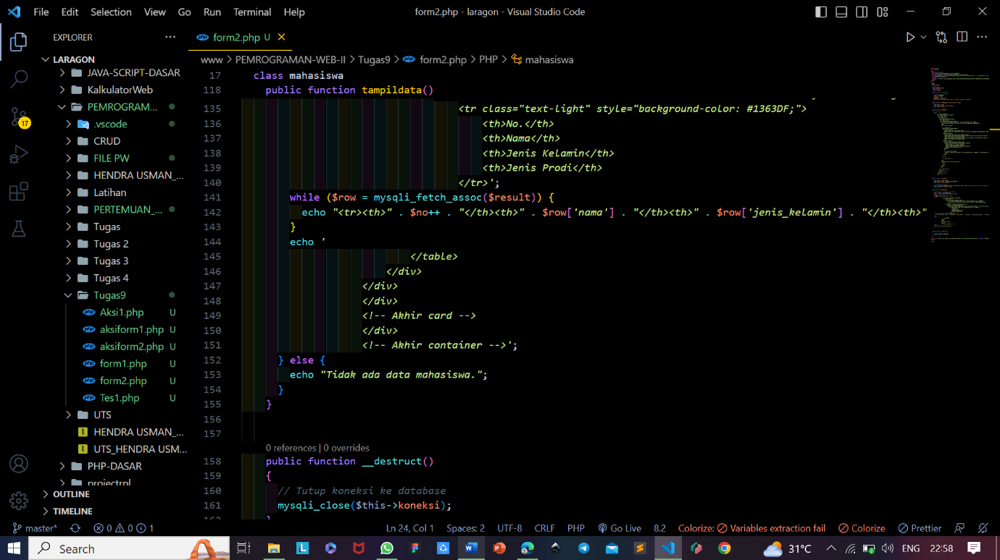 File Edit Selection View Go Run Terminal Help
form2.php - laragon - Visual Studio Code
EXPLORER
LARAGON
JAVA-SCRIPT-DASAR
KalkulatorWeb
PEMROGRAM...
.vscode
CRUD
FILE PW
HENDRA USMAN_...
Latihan
PERTEMUAN_...
Tugas
Tugas 2
Tugas 3
Tugas 4
Tugas9
Aksi1.php U
aksiform1.php U
aksiform2.php U
form1.php U
form2.php U
Tes1.php U
UTS
HENDRA USMAN_...
UTS_HENDRA USM...
PHP-DASAR
projectrpl
OUTLINE
TIMELINE
17
form2.php U
www > PEMROGRAMAN-WEB-II > Tugas9 > form2.php > PHP > mahasiswa
17 class mahasiswa
118 public function tampildata()
135 <tr class="text-light" style="background-color: #1363DF;">
136 <th>No.</th>
137 <th>Nama</th>
138 <th>Jenis Kelamin</th>
139 <th>Jenis Prodi</th>
140 </tr>';
141 while ($row = mysqli_fetch_assoc($result)) {
142 echo "<tr><th>" . $no++ . "</th><th>" . $row['nama'] . "</th><th>" . $row['jenis_kelamin'] . "</th><th>"
143 }
144 echo '
145 </table>
146 </div>
147 </div>
148 </div>
149 <!-- Akhir card -->
150 </div>
151 <!-- Akhir container -->';
152 } else {
153 echo "Tidak ada data mahasiswa.";
154 }
155 }
156
157
0 references | 0 overrides
158 public function __destruct()
159 {
160 // Tutup koneksi ke database
161 mysqli_close($this->koneksi);
162 }
master* 0 0 1
Ln 24, Col 1 Spaces: 2 UTF-8 CRLF PHP Go Live 8.2 Colorize: Variables extraction fail Colorize Prettier
Search
31°C ENG 22:58